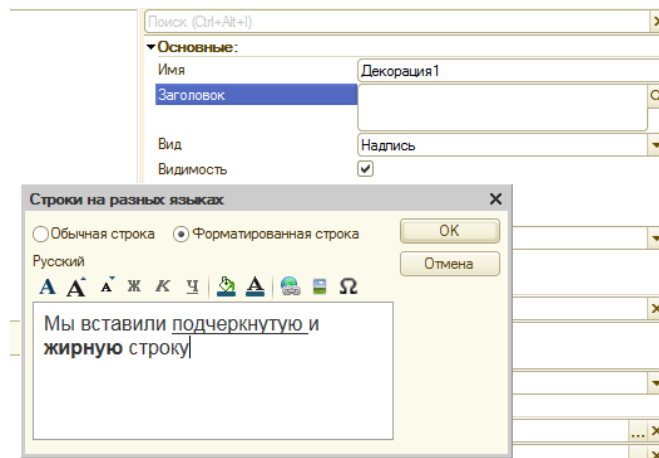 Поиск (Ctrl+Alt+I)
Основные:
Имя
Декорация1
Заголовок
Вид
Надпись
Видимость
Строки на разных языках
Обычная строка
Форматированная строка
OK
Русский
Отмена
А А А Ж К Ч А Ω
Мы вставили подчеркнутую и
жирную строку
...